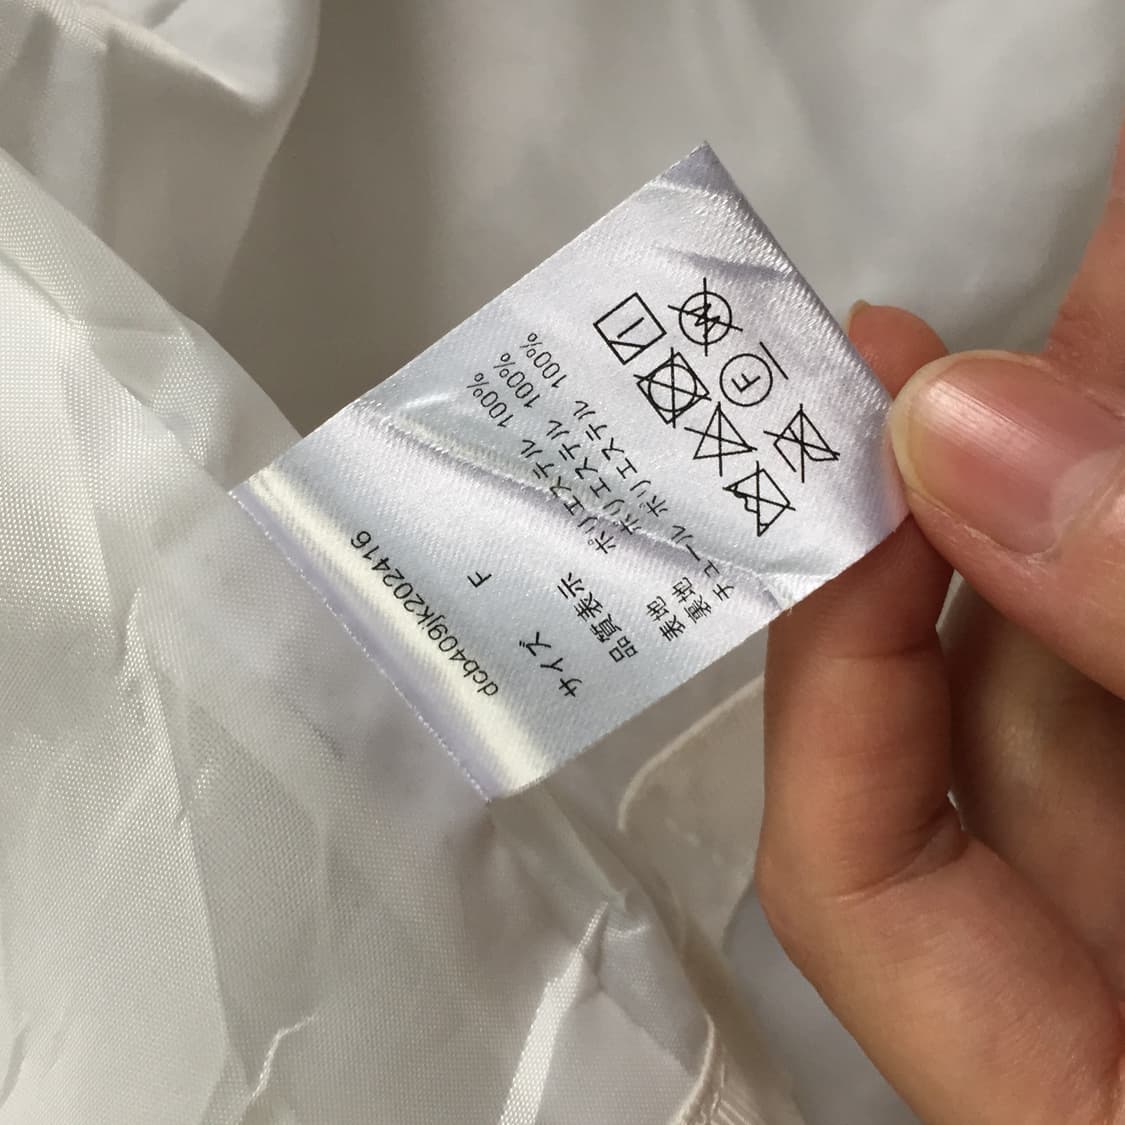 dcb409jk202416
サイズ F
品質表示
表地 ポリエステル 100%
裏地 ポリエステル 100%
チュール ポリエステル 100%
F
W